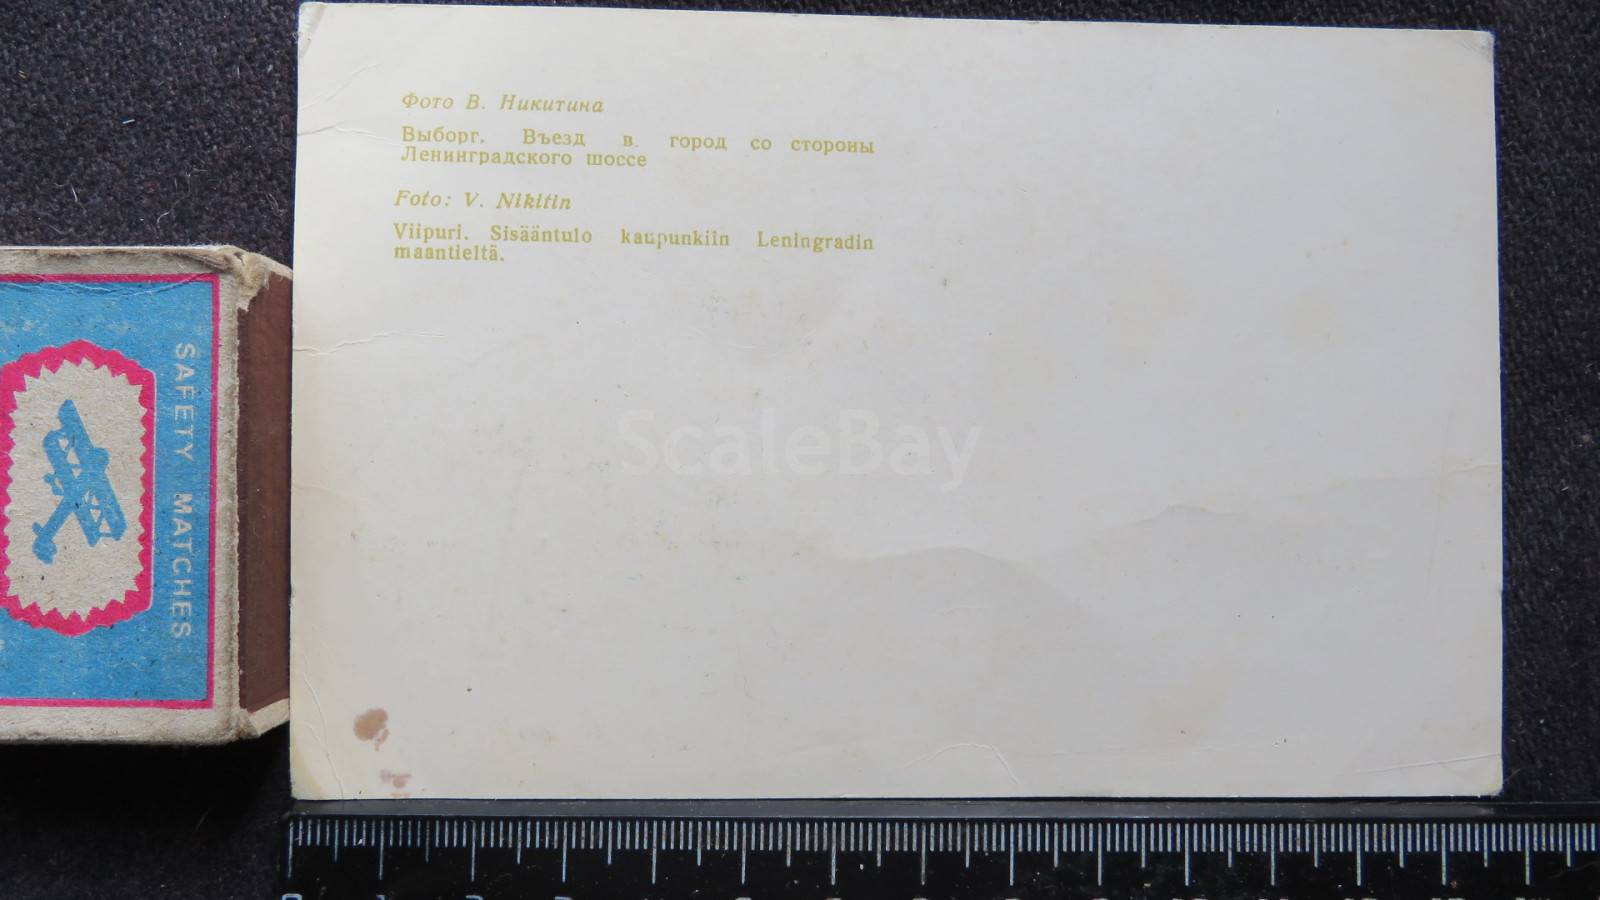 Фото В. Никитина
Выборг. Въезд в город со стороны
Ленинградского шоссе
Foto: V. Nikitin
Viipuri. Sisääntulo kaupunkiin Leningradin
maantieltä.
SAFETY MATCHES
ScaleBay